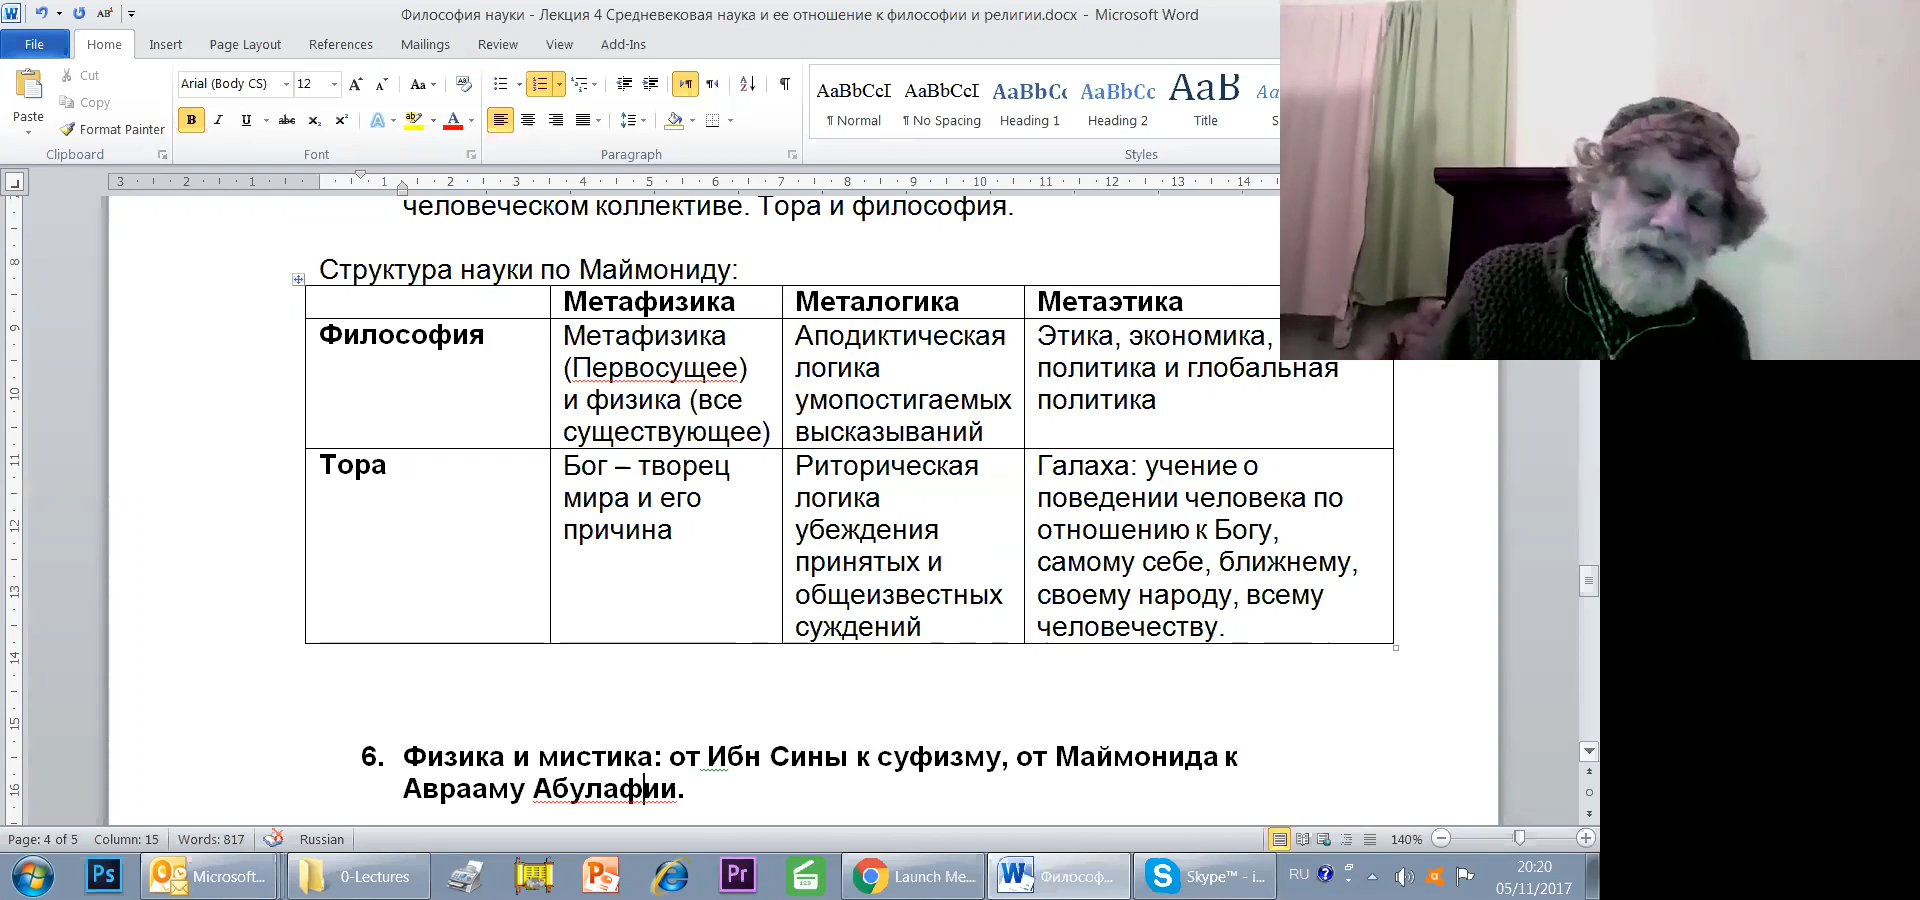 Философия науки - Лекция 4 Средневековая наука и ее отношение к философии и религии.docx - Microsoft Word
File Home Insert Page Layout References Mailings Review View Add-Ins
Cut
Copy
Paste
Format Painter
Arial (Body CS) 12
AaBbCcI AaBbCcI AaBbCc AaBbCc AaB
¶ Normal ¶ No Spacing Heading 1 Heading 2 Title
Clipboard Font Paragraph Styles
человеческом коллективе. Тора и философия.
Структура науки по Маймониду:
Метафизика Металогика Метаэтика
Философия
Метафизика
(Первосущее)
и физика (все
существующее)
Аподиктическая
логика
умопостигаемых
высказываний
Этика, экономика,
политика и глобальная
политика
Тора
Бог – творец
мира и его
причина
Риторическая
логика
убеждения
принятых и
общеизвестных
суждений
Галаха: учение о
поведении человека по
отношению к Богу,
самому себе, ближнему,
своему народу, всему
человечеству.
6. Физика и мистика: от Ибн Сины к суфизму, от Маймонида к
Аврааму Абулафии.
Page: 4 of 5 Column: 15 Words: 817 Russian 140%
Microsoft... 0-Lectures Launch Me... Философ... Skype™ - i... RU 20:20
05/11/2017